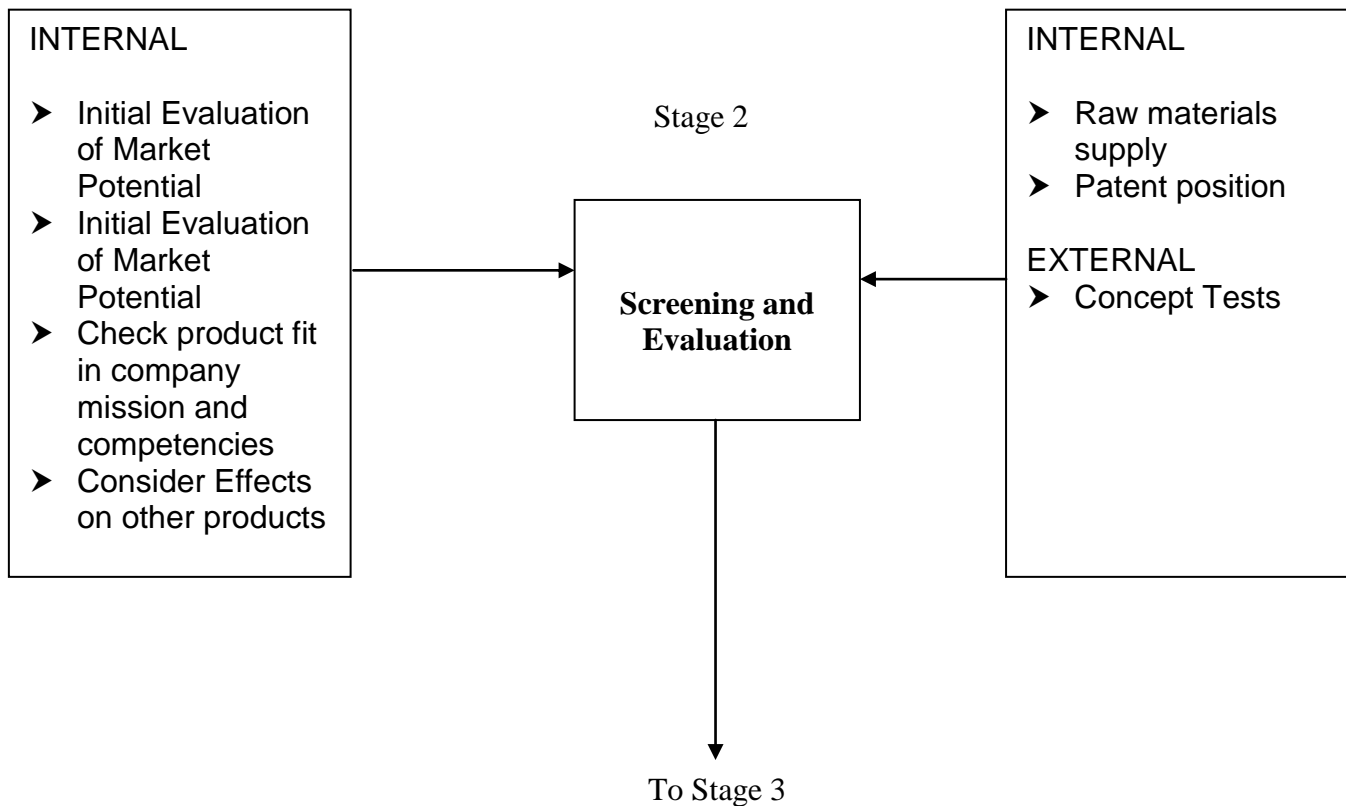 INTERNAL
➤ Initial Evaluation
of Market
Potential
➤ Initial Evaluation
of Market
Potential
➤ Check product fit
in company
mission and
competencies
➤ Consider Effects
on other products
Stage 2
Screening and
Evaluation
To Stage 3
INTERNAL
➤ Raw materials
supply
➤ Patent position
EXTERNAL
➤ Concept Tests